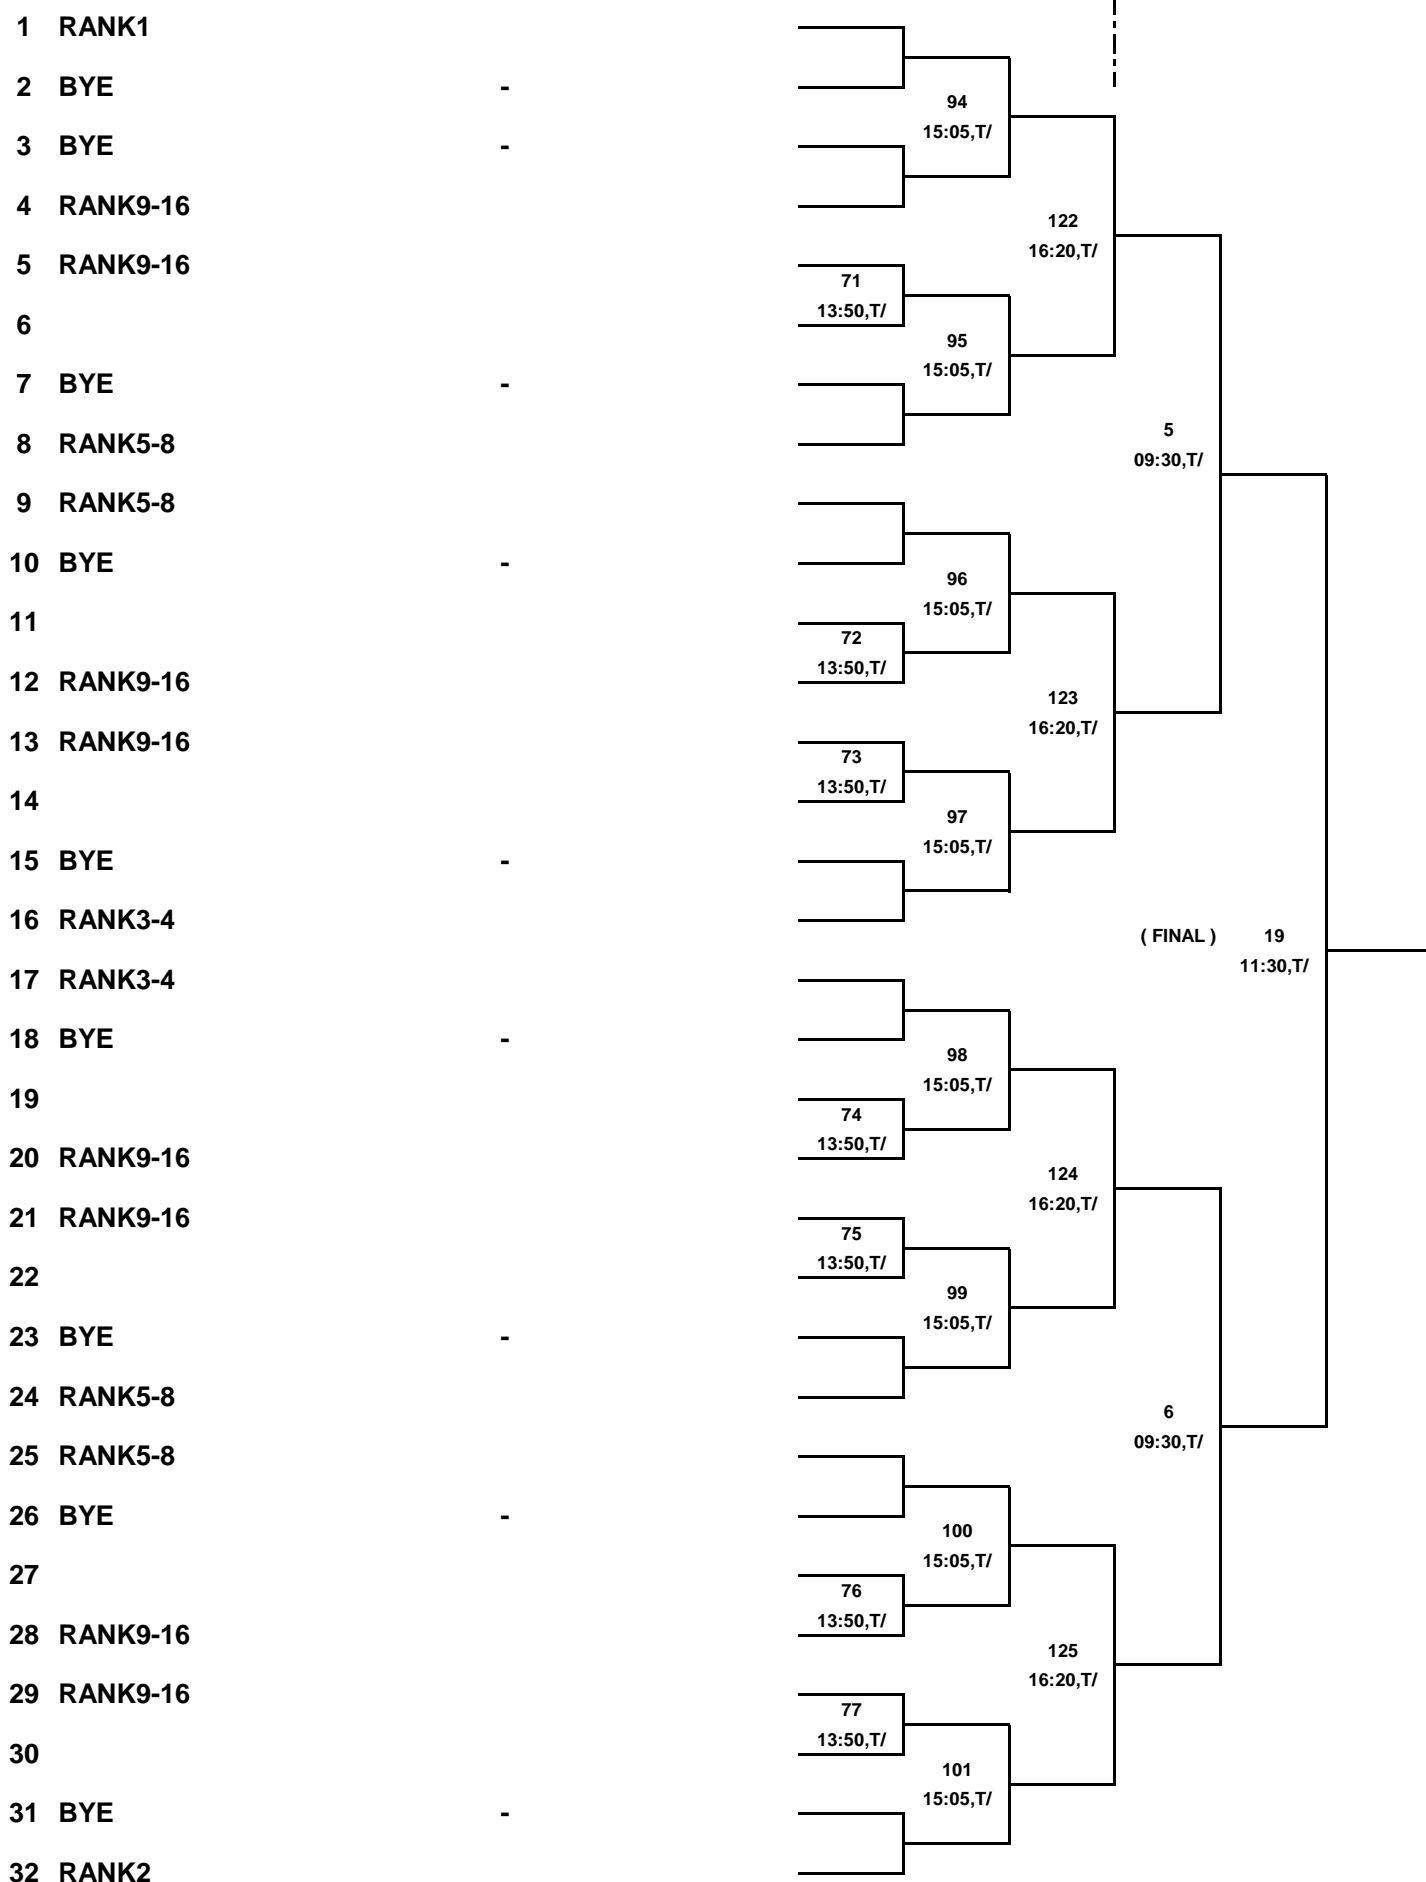 1 RANK1
2 BYE -
94
15:05,T/
3 BYE -
4 RANK9-16
122
16:20,T/
5 RANK9-16
71
13:50,T/
6
95
15:05,T/
7 BYE -
8 RANK5-8
5
09:30,T/
9 RANK5-8
10 BYE -
96
15:05,T/
11
72
13:50,T/
12 RANK9-16
123
16:20,T/
13 RANK9-16
73
13:50,T/
14
97
15:05,T/
15 BYE -
16 RANK3-4
( FINAL ) 19
11:30,T/
17 RANK3-4
18 BYE -
98
15:05,T/
19
74
13:50,T/
20 RANK9-16
124
16:20,T/
21 RANK9-16
75
13:50,T/
22
99
15:05,T/
23 BYE -
24 RANK5-8
6
09:30,T/
25 RANK5-8
26 BYE -
100
15:05,T/
27
76
13:50,T/
28 RANK9-16
125
16:20,T/
29 RANK9-16
77
13:50,T/
30
101
15:05,T/
31 BYE -
32 RANK2